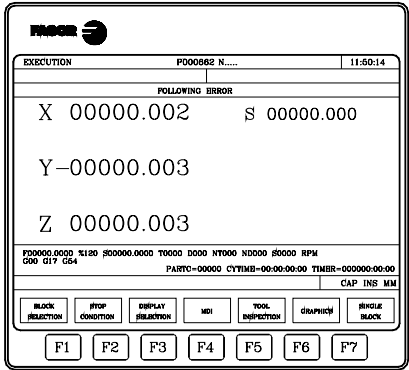 FAGOR
EXECUTION P000662 N..... 11:50:14
FOLLOWING ERROR
X 00000.002 S 00000.000
Y-00000.003
Z 00000.003
F00000.0000 %120 S00000.0000 T0000 D000 NT000 ND000 S0000 RPM
G00 G17 G54
PARTC=00000 CYTIME=00:00:00:00 TIMER=000000:00:00
CAP INS MM
BLOCK SELECTION STOP CONDITION DISPLAY SELECTION MDI TOOL INSPECTION GRAPHICS SINGLE BLOCK
F1 F2 F3 F4 F5 F6 F7